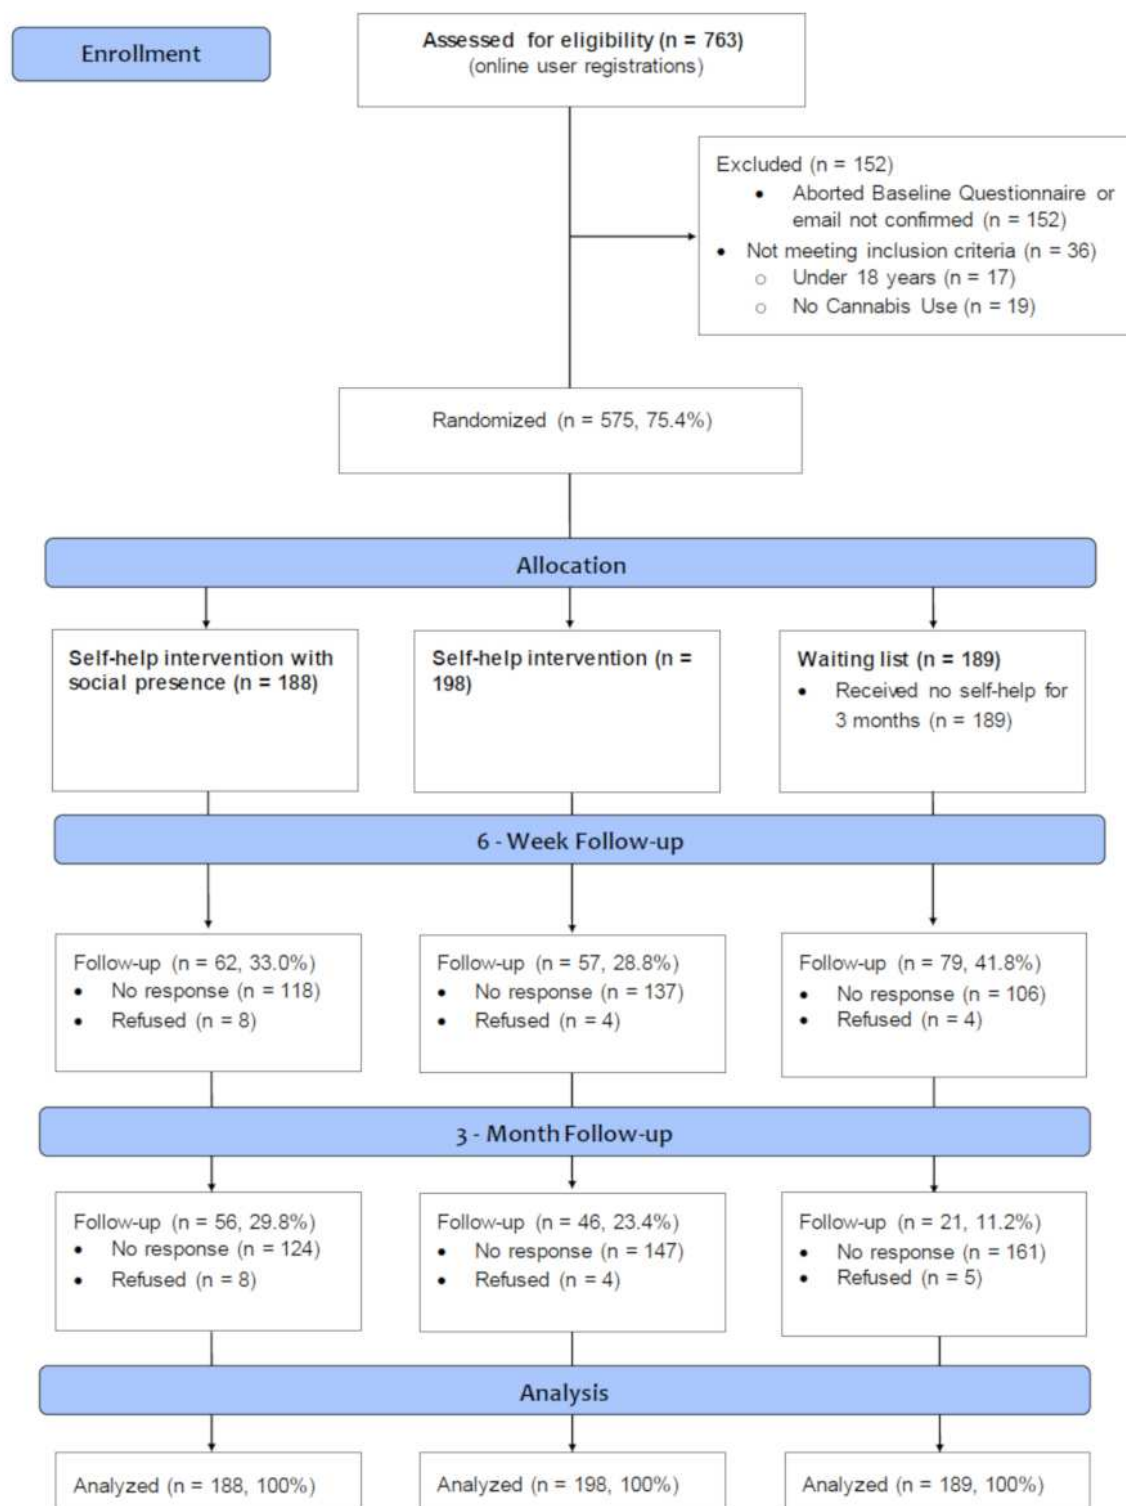 Enrollment
Assessed for eligibility (n = 763)
(online user registrations)
Excluded (n = 152)
• Aborted Baseline Questionnaire or
email not confirmed (n = 152)
• Not meeting inclusion criteria (n = 36)
○ Under 18 years (n = 17)
○ No Cannabis Use (n = 19)
Randomized (n = 575, 75.4%)
Allocation
Self-help intervention with
social presence (n = 188)
Self-help intervention (n =
198)
Waiting list (n = 189)
• Received no self-help for
3 months (n = 189)
6 - Week Follow-up
Follow-up (n = 62, 33.0%)
• No response (n = 118)
• Refused (n = 8)
Follow-up (n = 57, 28.8%)
• No response (n = 137)
• Refused (n = 4)
Follow-up (n = 79, 41.8%)
• No response (n = 106)
• Refused (n = 4)
3 - Month Follow-up
Follow-up (n = 56, 29.8%)
• No response (n = 124)
• Refused (n = 8)
Follow-up (n = 46, 23.4%)
• No response (n = 147)
• Refused (n = 4)
Follow-up (n = 21, 11.2%)
• No response (n = 161)
• Refused (n = 5)
Analysis
Analyzed (n = 188, 100%)
Analyzed (n = 198, 100%)
Analyzed (n = 189, 100%)